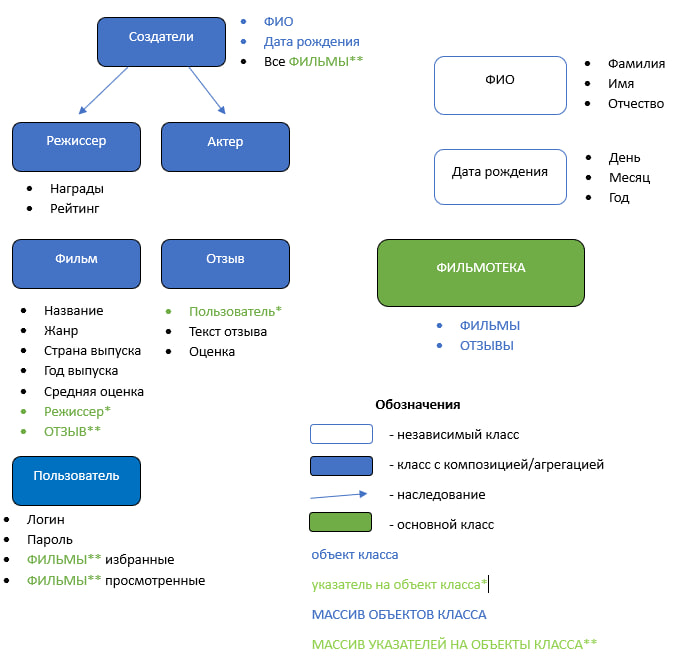 Создатели
ФИО
Дата рождения
Все ФИЛЬМЫ**
ФИО
Фамилия
Имя
Отчество
Режиссер
Награды
Рейтинг
Актер
Дата рождения
День
Месяц
Год
Фильм
Название
Жанр
Страна выпуска
Год выпуска
Средняя оценка
Режиссер*
ОТЗЫВ**
Отзыв
Пользователь*
Текст отзыва
Оценка
ФИЛЬМОТЕКА
ФИЛЬМЫ
ОТЗЫВЫ
Пользователь
Логин
Пароль
ФИЛЬМЫ** избранные
ФИЛЬМЫ** просмотренные
Обозначения
- независимый класс
- класс с композицией/агрегацией
- наследование
- основной класс
объект класса
указатель на объект класса*
МАССИВ ОБЪЕКТОВ КЛАССА
МАССИВ УКАЗАТЕЛЕЙ НА ОБЪЕКТЫ КЛАССА**